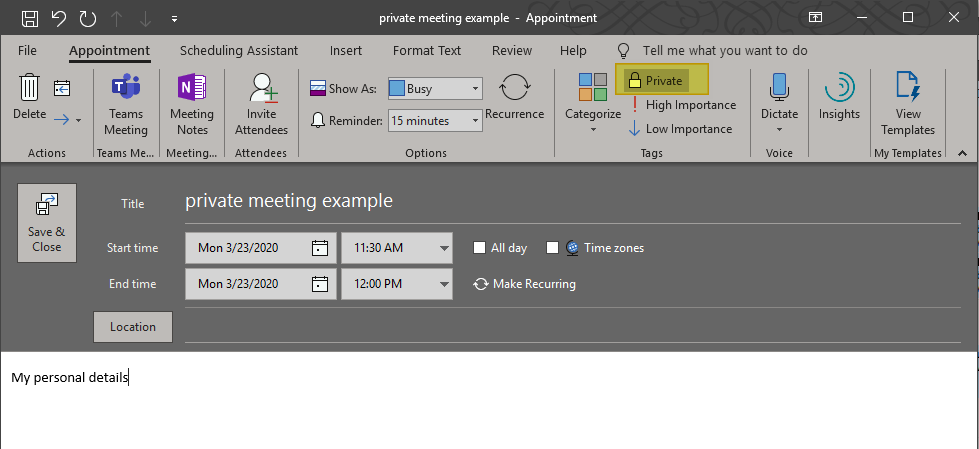 private meeting example - Appointment
File Appointment Scheduling Assistant Insert Format Text Review Help Tell me what you want to do
Delete
Teams Meeting
Meeting Notes
Invite Attendees
Show As: Busy
Reminder: 15 minutes
Recurrence
Categorize
Private
High Importance
Low Importance
Dictate
Insights
View Templates
Actions Teams Me... Meeting... Attendees Options Tags Voice My Templates
Save & Close
Title private meeting example
Start time Mon 3/23/2020 11:30 AM All day Time zones
End time Mon 3/23/2020 12:00 PM Make Recurring
Location
My personal details